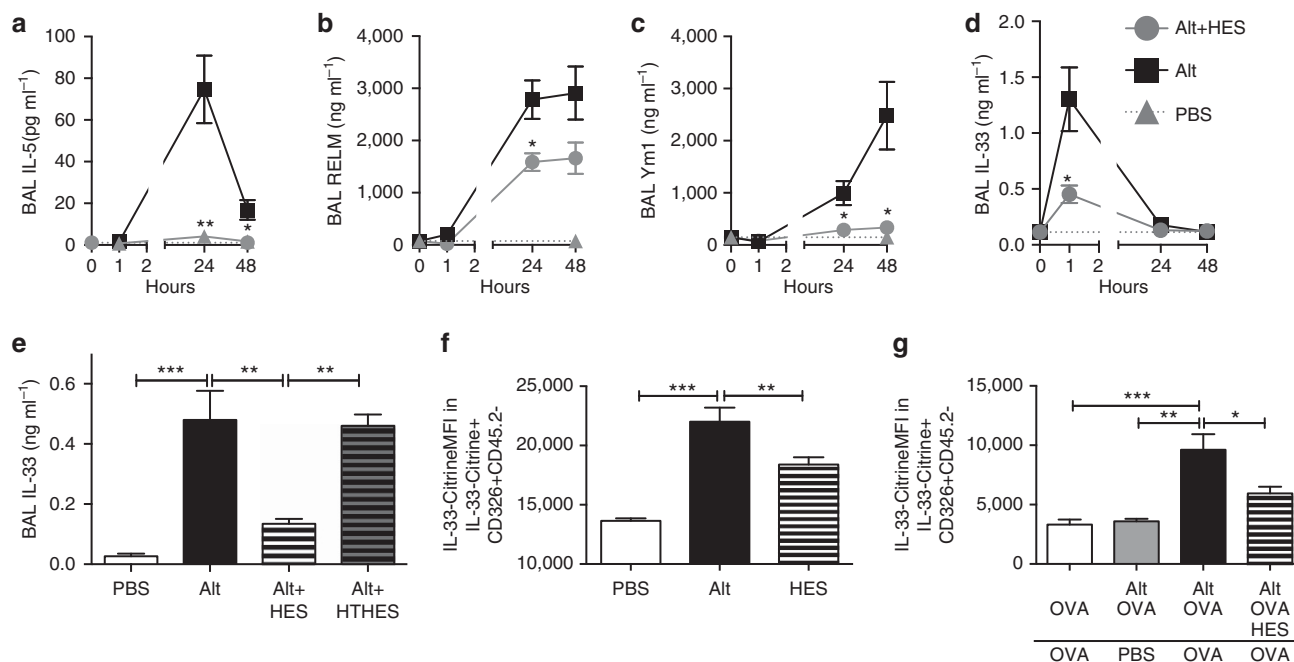 a
BAL IL-5(pg ml−1)
120
100
80
60
40
20
0
**
*
0 1 2 24 48
Hours
b
BAL RELM (ng ml−1)
4,000
3,000
2,000
1,000
0
*
0 1 2 24 48
Hours
c
BAL Ym1 (ng ml−1)
4,000
3,000
2,000
1,000
0
* *
0 1 2 24 48
Hours
d
BAL IL-33 (ng ml−1)
2.0
1.5
1.0
0.5
0.0
*
0 1 2 24 48
Hours
Alt+HES
Alt
PBS
e
BAL IL-33 (ng ml−1)
0.6
0.4
0.2
0.0
*** ** **
PBS Alt Alt+ Alt+
HES HTHES
f
IL-33-CitrineMFI in
IL-33-Citrine+
CD326+CD45.2-
25,000
20,000
15,000
10,000
*** **
PBS Alt HES
g
IL-33-CitrineMFI in
IL-33-Citrine+
CD326+CD45.2-
15,000
10,000
5,000
0
***
** *
Alt Alt Alt
OVA OVA OVA OVA
HES
OVA PBS OVA OVA